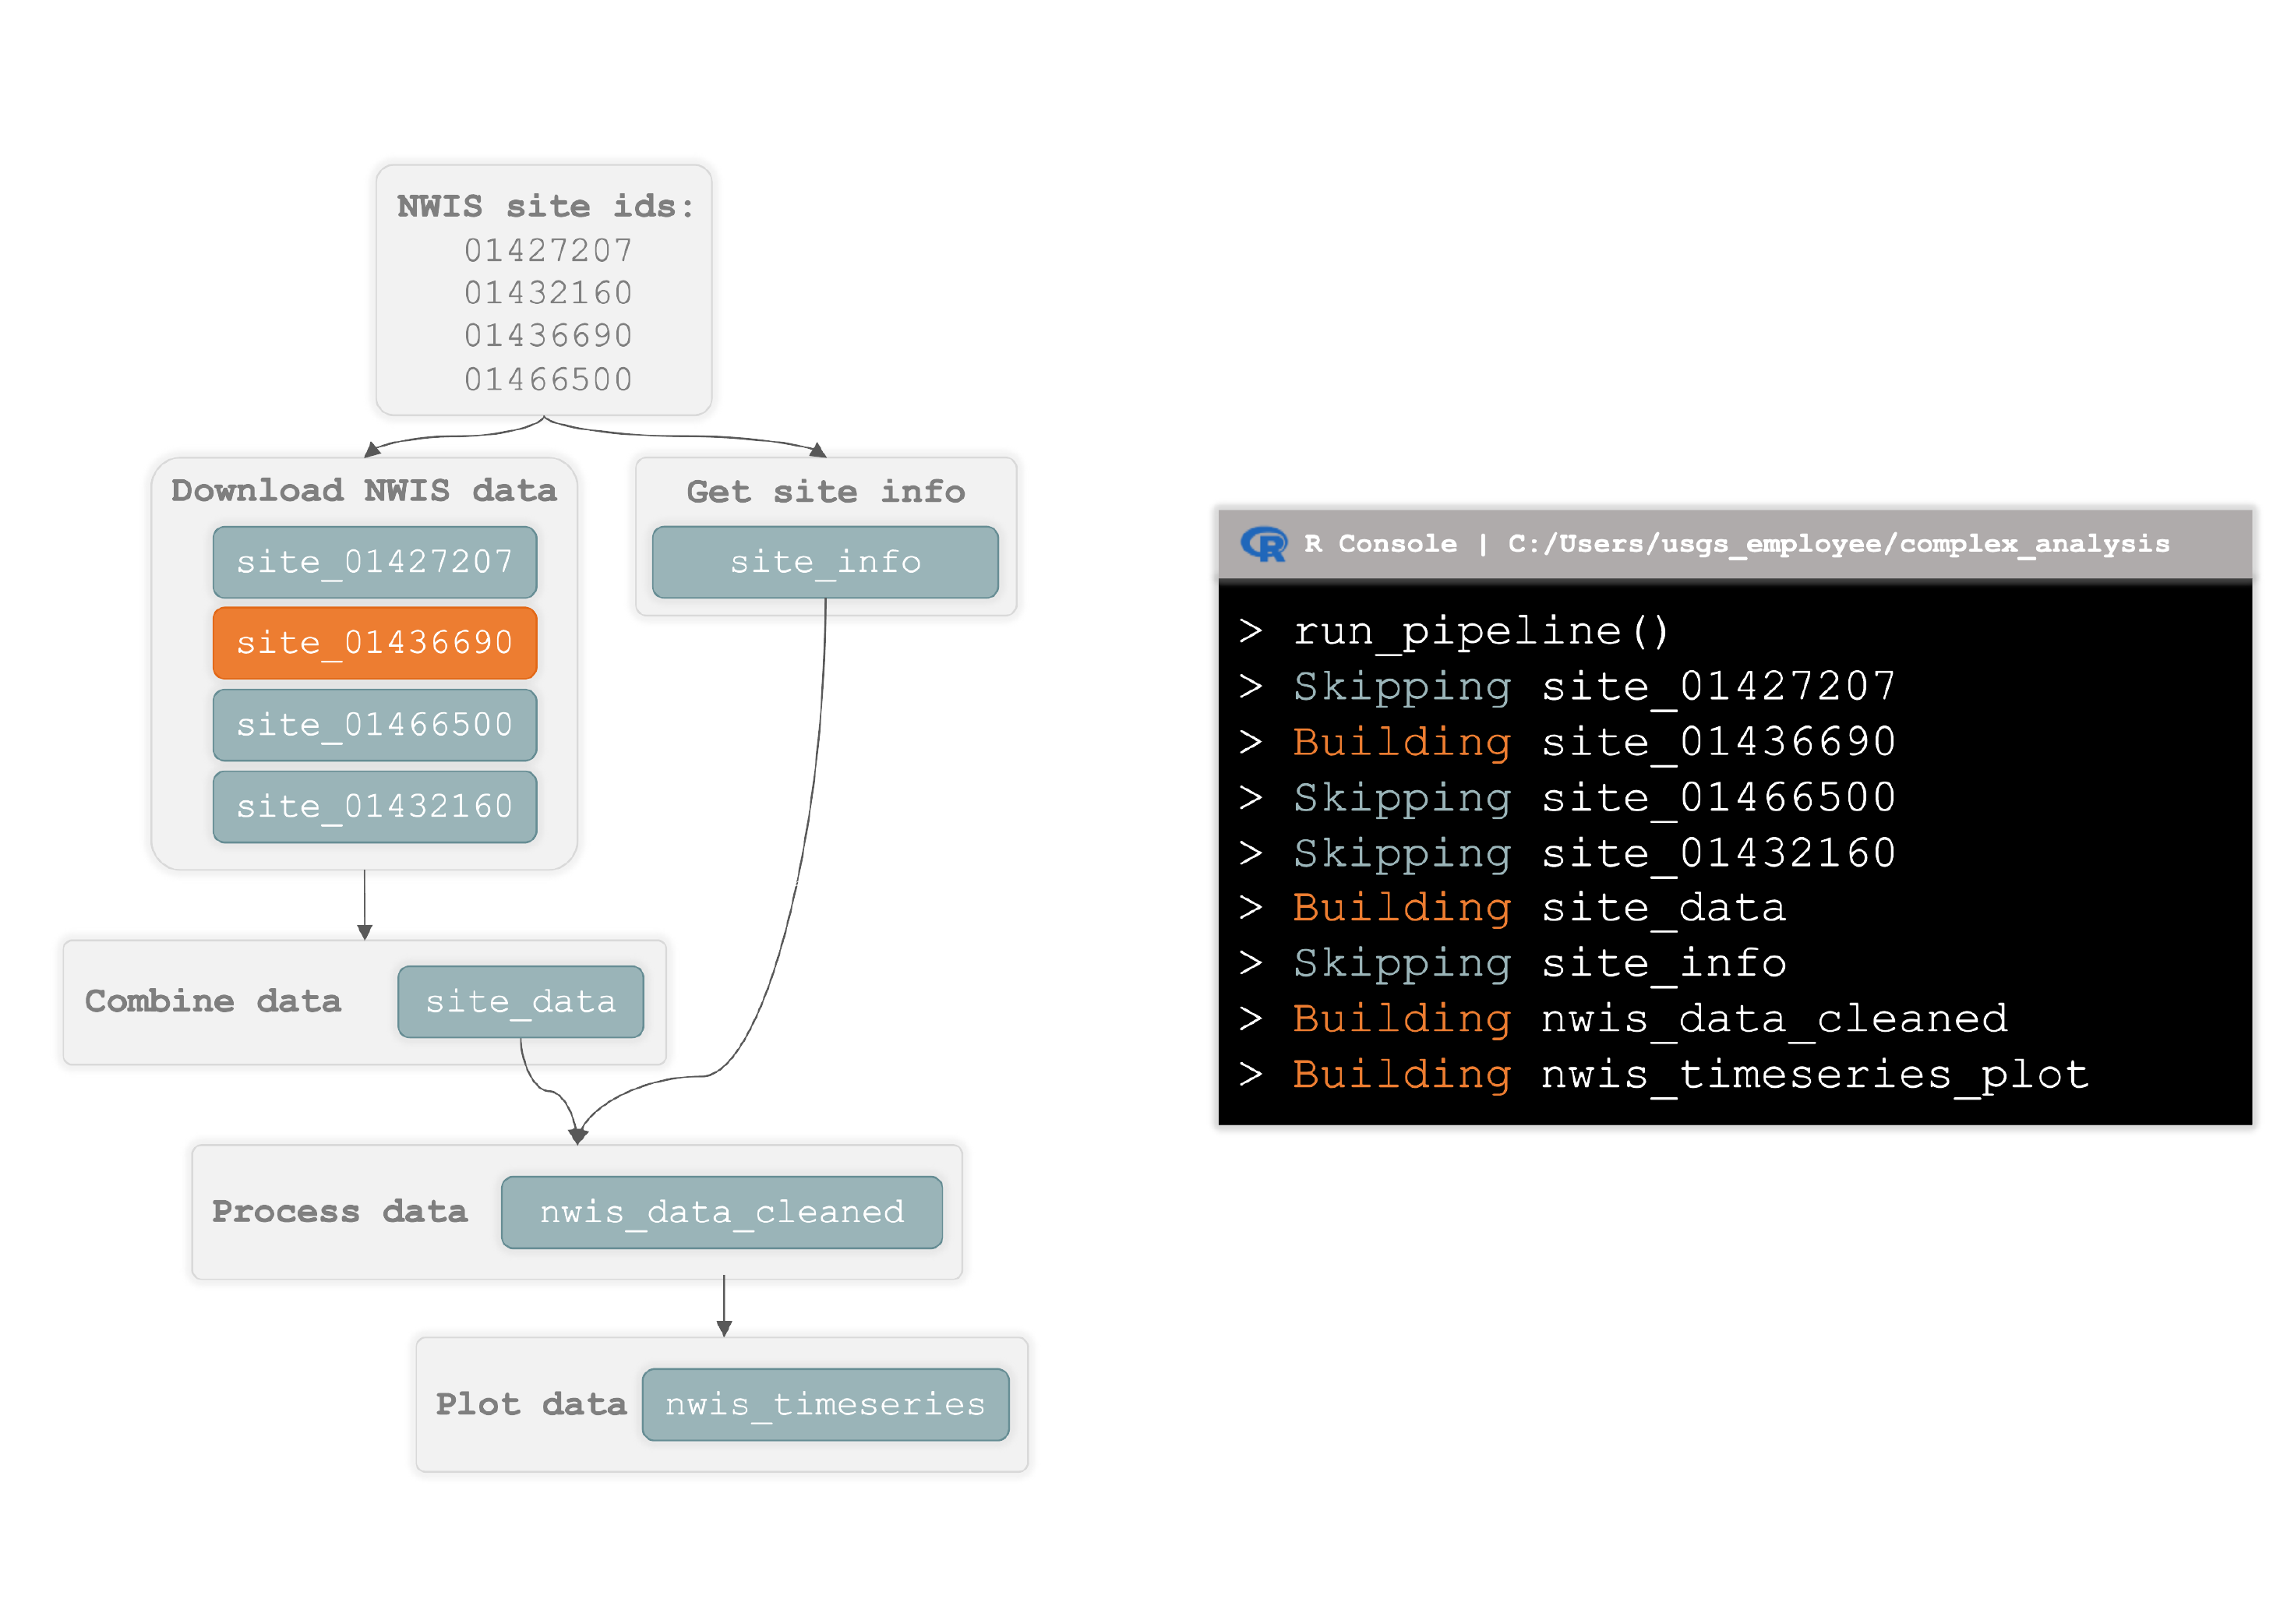 NWIS site ids:
01427207
01432160
01436690
01466500
Download NWIS data
site_01427207
site_01436690
site_01466500
site_01432160
Get site info
site_info
Combine data
site_data
Process data
nwis_data_cleaned
Plot data
nwis_timeseries
R R Console | C:/Users/usgs_employee/complex_analysis
> run_pipeline()
> Skipping site_01427207
> Building site_01436690
> Skipping site_01466500
> Skipping site_01432160
> Building site_data
> Skipping site_info
> Building nwis_data_cleaned
> Building nwis_timeseries_plot